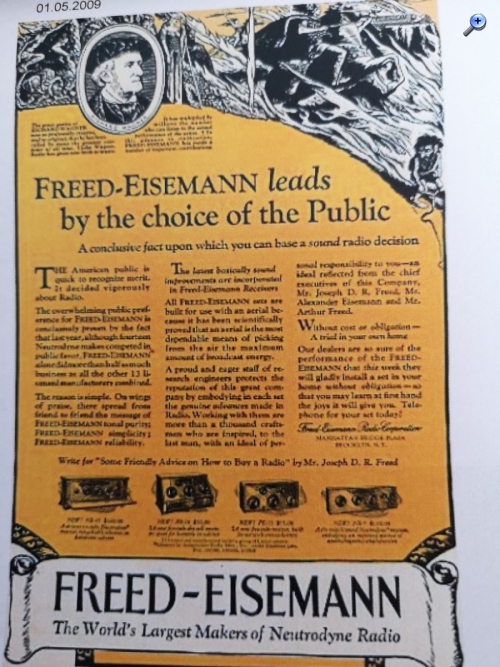 01.05.2009
RICHARD WAGNER
FREED-EISEMANN leads
by the choice of the Public
A conclusive fact upon which you can base a sound radio decision
THE American public is
quick to recognize merit.
It decided vigorously
about Radio.
The overwhelming public pref-
erence for FREED-EISEMANN is
conclusively proven by the fact
that last year, although fourteen
Neutrodyne makes competed in
public favor, FREED-EISEMANN
alone did more than half as much
business as all the other 13 li-
censed manufacturers combined.
The reason is simple. On wings
of praise, there spread from
friend to friend the message of
FREED-EISEMANN tonal purity;
FREED-EISEMANN simplicity;
FREED-EISEMANN reliability.
The latest basically sound
improvements are incorporated
in Freed-Eisemann Receivers
All FREED-EISEMANN sets are
built for use with an aerial be-
cause it has been scientifically
proved that an aerial is the most
dependable means of picking
from the air the maximum
amount of broadcast energy.
A proud and eager staff of re-
search engineers protects the
reputation of this great com-
pany by embodying in each set
the genuine advances made in
Radio. Working with them are
more than a thousand crafts-
men who are inspired, to the
last man, with an ideal of per-
sonal responsibility to you—an
ideal reflected from the chief
executives of this Company,
Mr. Joseph D. R. Freed, Mr.
Alexander Eisemann and Mr.
Arthur Freed.
Without cost or obligation—
A trial in your own home
Our dealers are so sure of the
performance of the FREED-
EISEMANN that this week they
will gladly install a set in your
home without obligation—so
that you may learn at first hand
the joys it will give you. Tele-
phone for your set today!
Freed-Eisemann Radio Corporation
MANHATTAN BRIDGE PLAZA
BROOKLYN, N.Y.
Write for "Some Friendly Advice on How to Buy a Radio" by Mr. Joseph D. R. Freed
FREED-EISEMANN
The World's Largest Makers of Neutrodyne Radio